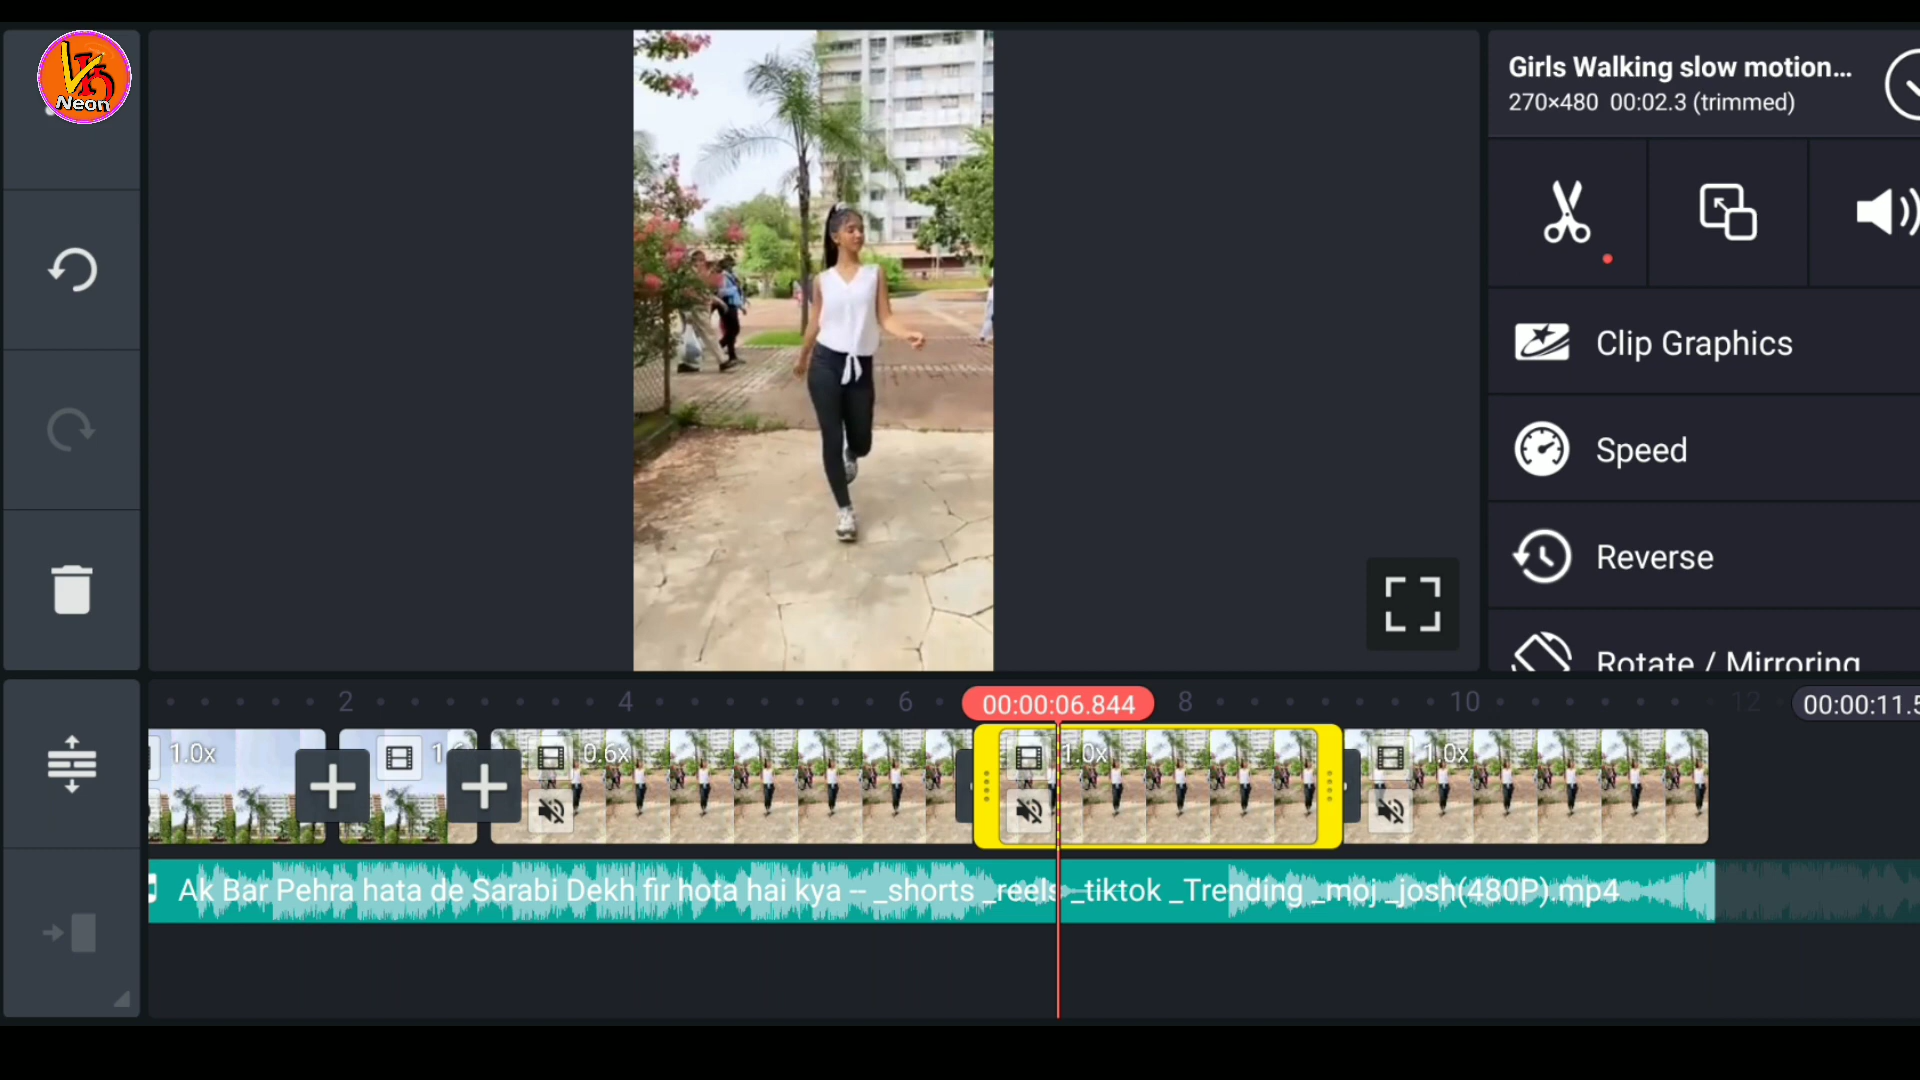 VK
Neon
Girls Walking slow motion...
270×480 00:02.3 (trimmed)
Clip Graphics
Speed
Reverse
Rotate / Mirroring
2
4
6
00:00:06.844
8
10
12
00:00:11.5
1.0x
0.6x
1.0x
1.0x
Ak Bar Pehra hata de Sarabi Dekh fir hota hai kya -- _shorts _reels _tiktok _Trending _moj _josh(480P).mp4